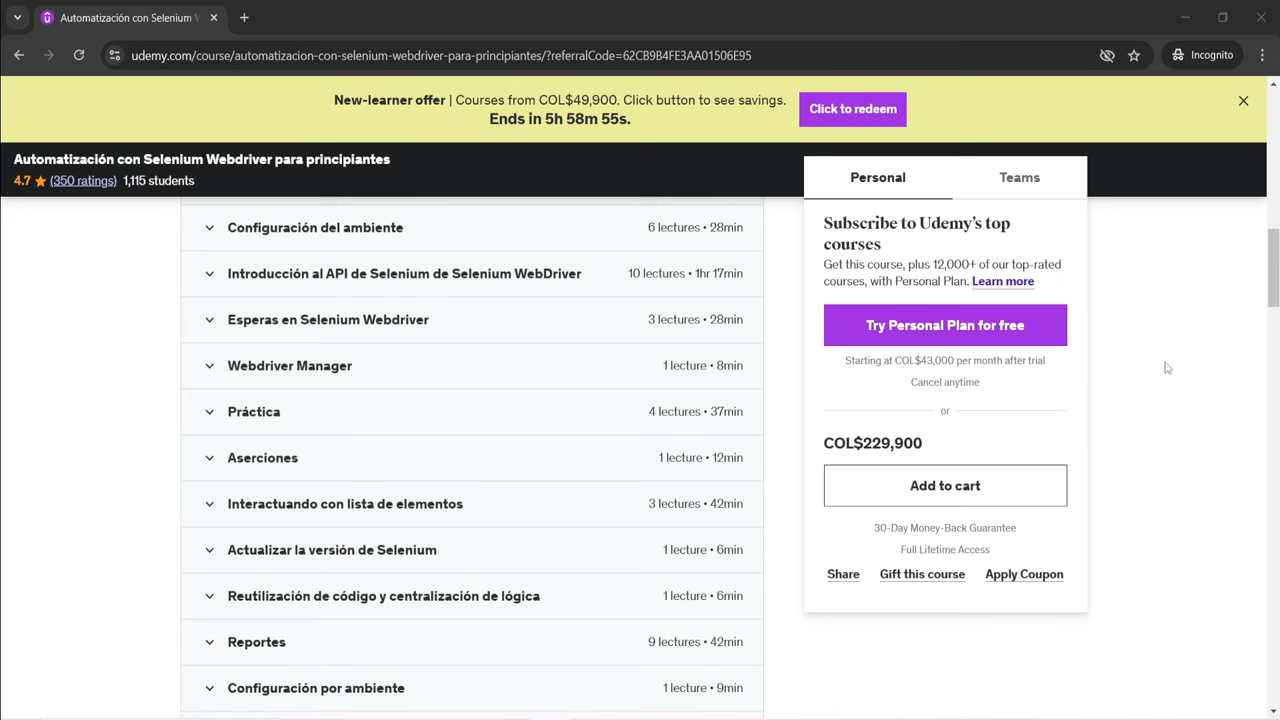 Automatización con Selenium W
udemy.com/course/automatizacion-con-selenium-webdriver-para-principiantes/?referralCode=62CB9B4FE3AA01506E95
Incognito
New-learner offer | Courses from COL$49,900. Click button to see savings.
Ends in 5h 58m 55s.
Click to redeem
Automatización con Selenium Webdriver para principiantes
4.7 ★ (350 ratings) 1,115 students
Personal
Teams
Configuración del ambiente 6 lectures • 28min
Introducción al API de Selenium de Selenium WebDriver 10 lectures • 1hr 17min
Esperas en Selenium Webdriver 3 lectures • 28min
Webdriver Manager 1 lecture • 8min
Práctica 4 lectures • 37min
Aserciones 1 lecture • 12min
Interactuando con lista de elementos 3 lectures • 42min
Actualizar la versión de Selenium 1 lecture • 6min
Reutilización de código y centralización de lógica 1 lecture • 6min
Reportes 9 lectures • 42min
Configuración por ambiente 1 lecture • 9min
Subscribe to Udemy's top
courses
Get this course, plus 12,000+ of our top-rated
courses, with Personal Plan. Learn more
Try Personal Plan for free
Starting at COL$43,000 per month after trial
Cancel anytime
or
COL$229,900
Add to cart
30-Day Money-Back Guarantee
Full Lifetime Access
Share Gift this course Apply Coupon